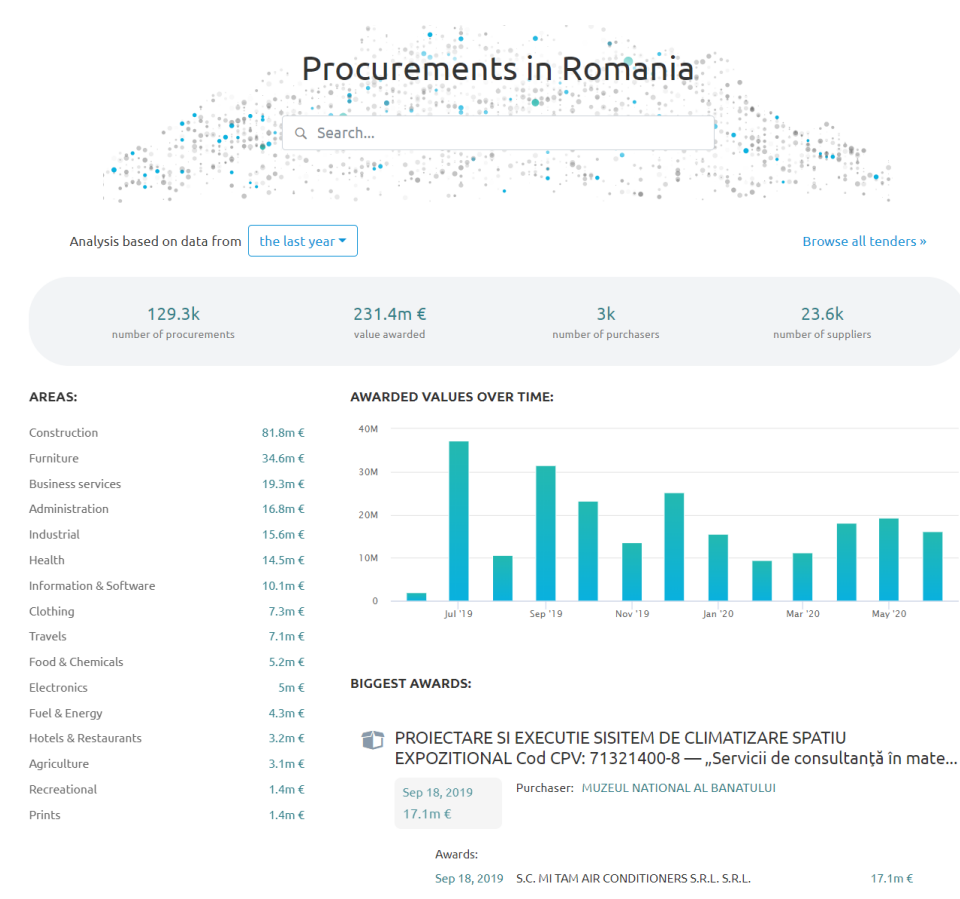 Procurements in Romania
Search...
Analysis based on data from the last year
Browse all tenders »
129.3k
number of procurements
231.4m €
value awarded
3k
number of purchasers
23.6k
number of suppliers
AREAS:
Construction 81.8m €
Furniture 34.6m €
Business services 19.3m €
Administration 16.8m €
Industrial 15.6m €
Health 14.5m €
Information & Software 10.1m €
Clothing 7.3m €
Travels 7.1m €
Food & Chemicals 5.2m €
Electronics 5m €
Fuel & Energy 4.3m €
Hotels & Restaurants 3.2m €
Agriculture 3.1m €
Recreational 1.4m €
Prints 1.4m €
AWARDED VALUES OVER TIME:
40M
30M
20M
10M
0
Jul '19 Sep '19 Nov '19 Jan '20 Mar '20 May '20
BIGGEST AWARDS:
PROIECTARE SI EXECUTIE SISITEM DE CLIMATIZARE SPATIU
EXPOZITIONAL Cod CPV: 71321400-8 — „Servicii de consultanţă în mate...
Sep 18, 2019
17.1m €
Purchaser: MUZEUL NATIONAL AL BANATULUI
Awards:
Sep 18, 2019 S.C. MI TAM AIR CONDITIONERS S.R.L. S.R.L. 17.1m €